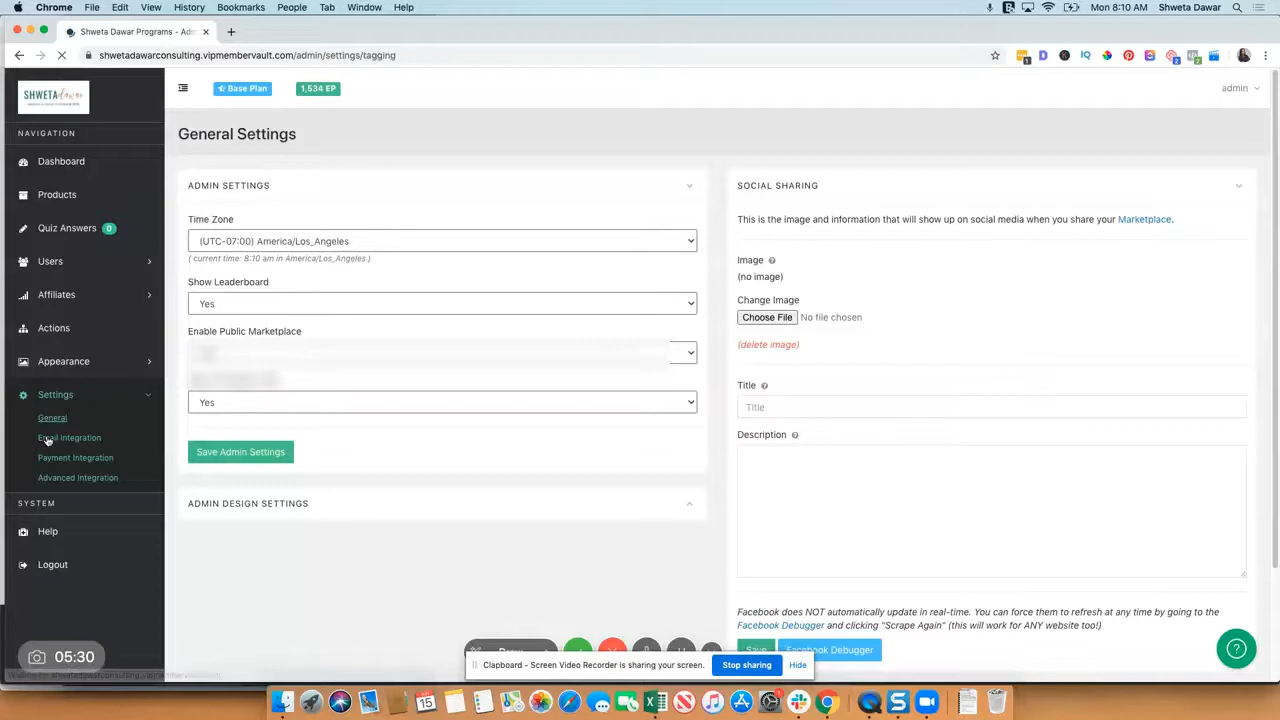 Chrome File Edit View History Bookmarks People Tab Window Help Mon 8:10 AM Shweta Dawar
Shweta Dawar Programs - Adm
shwetadawarconsulting.vipmembervault.com/admin/settings/tagging
SHWETA dawar
Base Plan 1,534 EP admin
NAVIGATION
Dashboard
Products
Quiz Answers 0
Users
Affiliates
Actions
Appearance
Settings
General
Email Integration
Payment Integration
Advanced Integration
SYSTEM
Help
Logout
05:30
General Settings
ADMIN SETTINGS
Time Zone
(UTC-07:00) America/Los_Angeles
( current time: 8:10 am in America/Los_Angeles )
Show Leaderboard
Yes
Enable Public Marketplace
Yes
Save Admin Settings
ADMIN DESIGN SETTINGS
SOCIAL SHARING
This is the image and information that will show up on social media when you share your Marketplace.
Image
(no image)
Change Image
Choose File No file chosen
(delete image)
Title
Title
Description
Facebook does NOT automatically update in real-time. You can force them to refresh at any time by going to the
Facebook Debugger and clicking "Scrape Again" (this will work for ANY website too!)
Save Facebook Debugger
Clapboard - Screen Video Recorder is sharing your screen. Stop sharing Hide